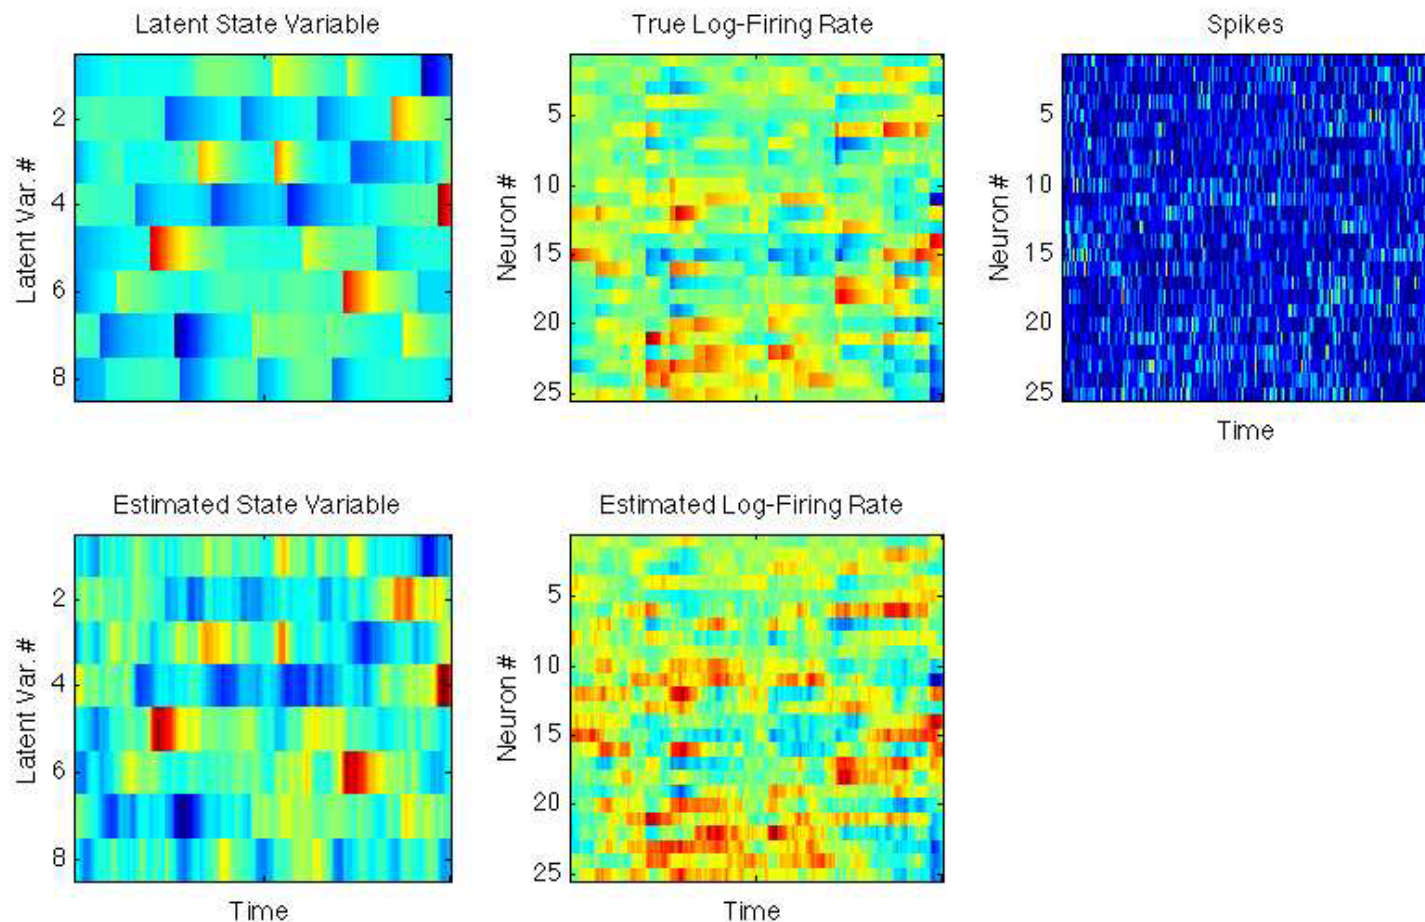 Latent State Variable
True Log-Firing Rate
Spikes
Latent Var. #
2
4
6
8
Neuron #
5
10
15
20
25
Neuron #
5
10
15
20
25
Time
Estimated State Variable
Estimated Log-Firing Rate
Latent Var. #
2
4
6
8
Time
Neuron #
5
10
15
20
25
Time